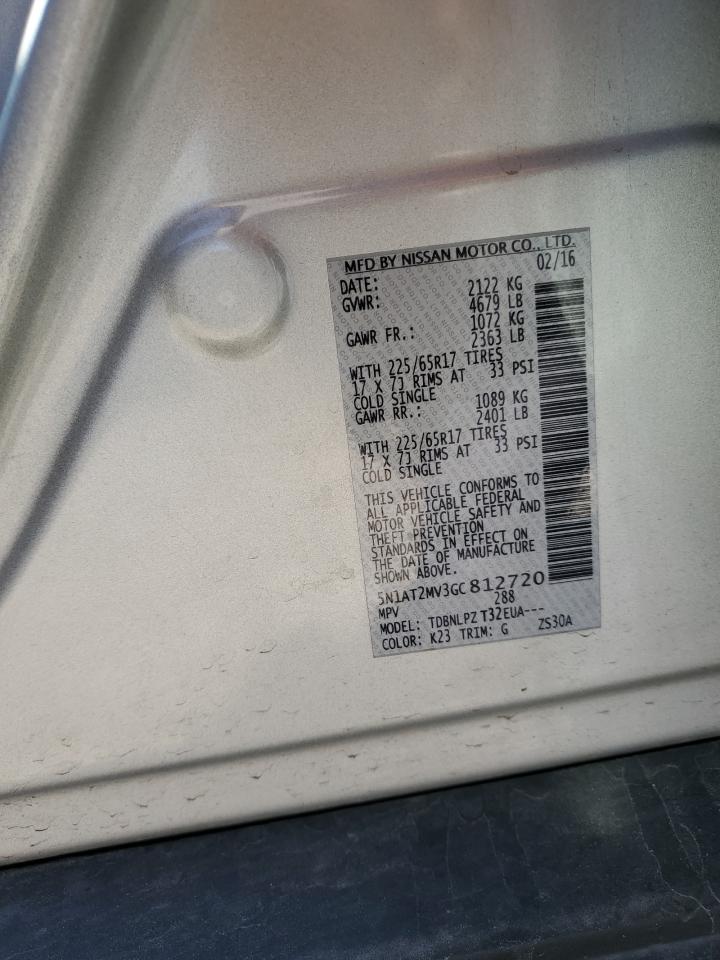 MFD BY NISSAN MOTOR CO., LTD.
DATE: 02/16
GVWR: 2122 KG
4679 LB
GAWR FR.: 1072 KG
2363 LB
WITH 225/65R17 TIRES
17 X 7J RIMS AT 33 PSI
COLD SINGLE
GAWR RR.: 1089 KG
2401 LB
WITH 225/65R17 TIRES
17 X 7J RIMS AT 33 PSI
COLD SINGLE
THIS VEHICLE CONFORMS TO
ALL APPLICABLE FEDERAL
MOTOR VEHICLE SAFETY AND
THEFT PREVENTION
STANDARDS IN EFFECT ON
THE DATE OF MANUFACTURE
SHOWN ABOVE.
5N1AT2MV3GC812720
MPV 288
MODEL: TDBNLPZ T32EUA---
COLOR: K23 TRIM: G ZS30A